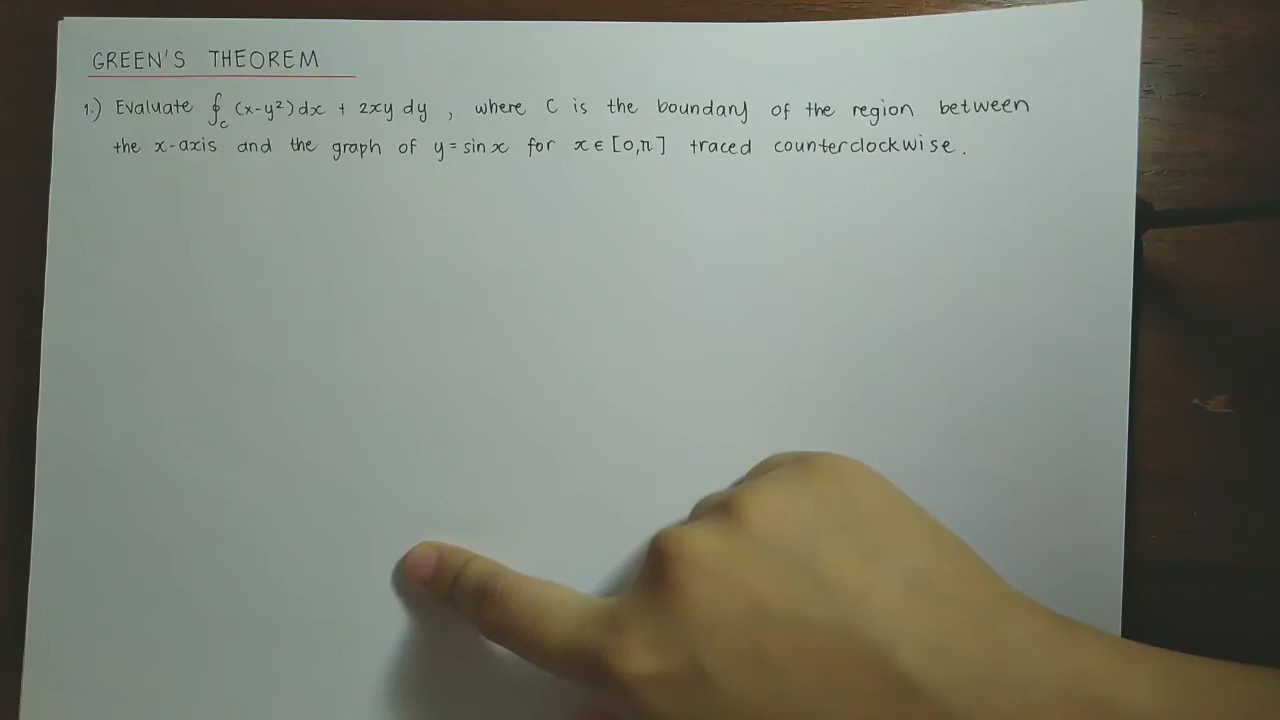 GREEN'S THEOREM
1.) Evaluate ∮_C (x-y²)dx + 2xy dy , where C is the boundary of the region between
the x-axis and the graph of y = sin x for x ∈ [0,π] traced counterclockwise.